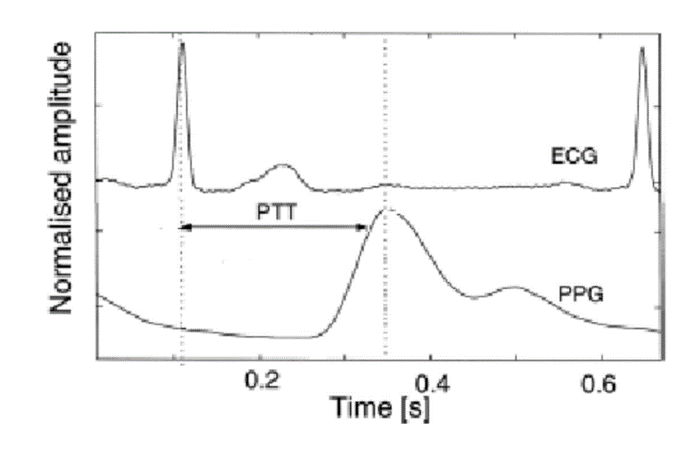 Normalised amplitude
ECG
PTT
PPG
0.2
0.4
0.6
Time [s]